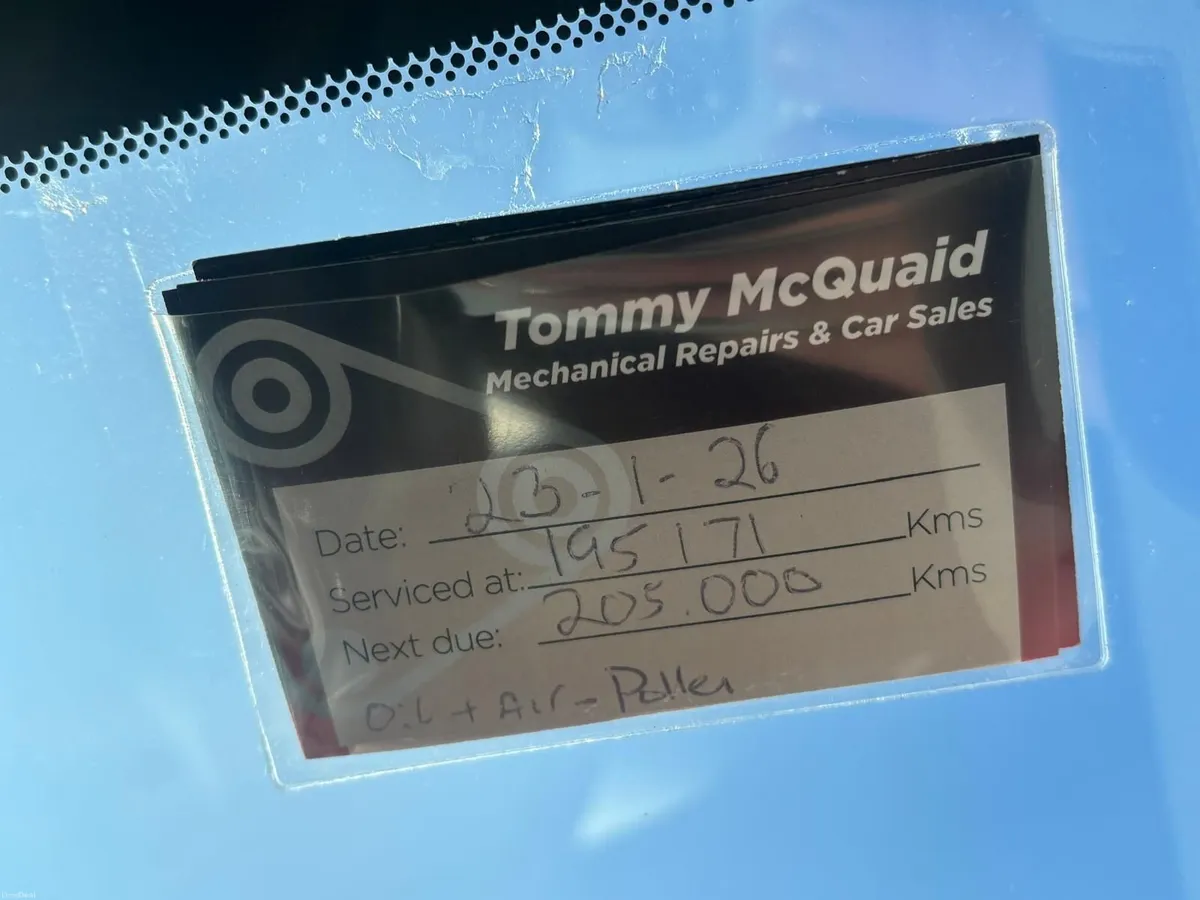 Tommy McQuaid
Mechanical Repairs & Car Sales
Date: 23-1-26
Serviced at: 195171 Kms
Next due: 205.000 Kms
Oil + Air - Pollen